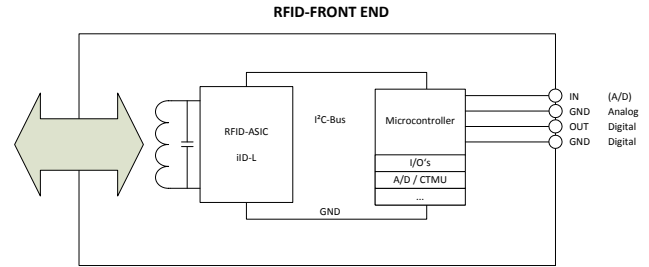 RFID-FRONT END
RFID-ASIC
iID-L
I²C-Bus
GND
Microcontroller
I/O's
A/D / CTMU
...
IN (A/D)
GND Analog
OUT Digital
GND Digital